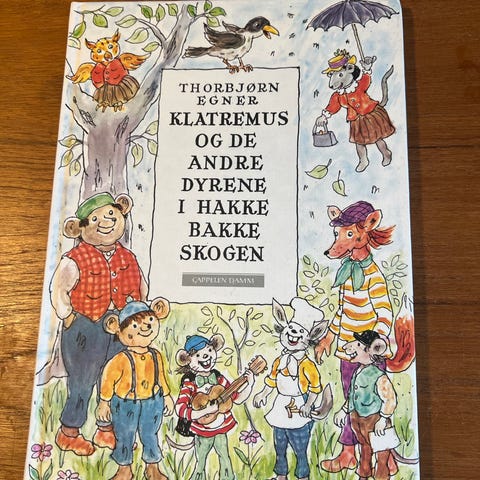 THORBJØRN
EGNER
KLATREMUS
OG DE
ANDRE
DYRENE
I HAKKE
BAKKE
SKOGEN
CAPPELEN DAMM